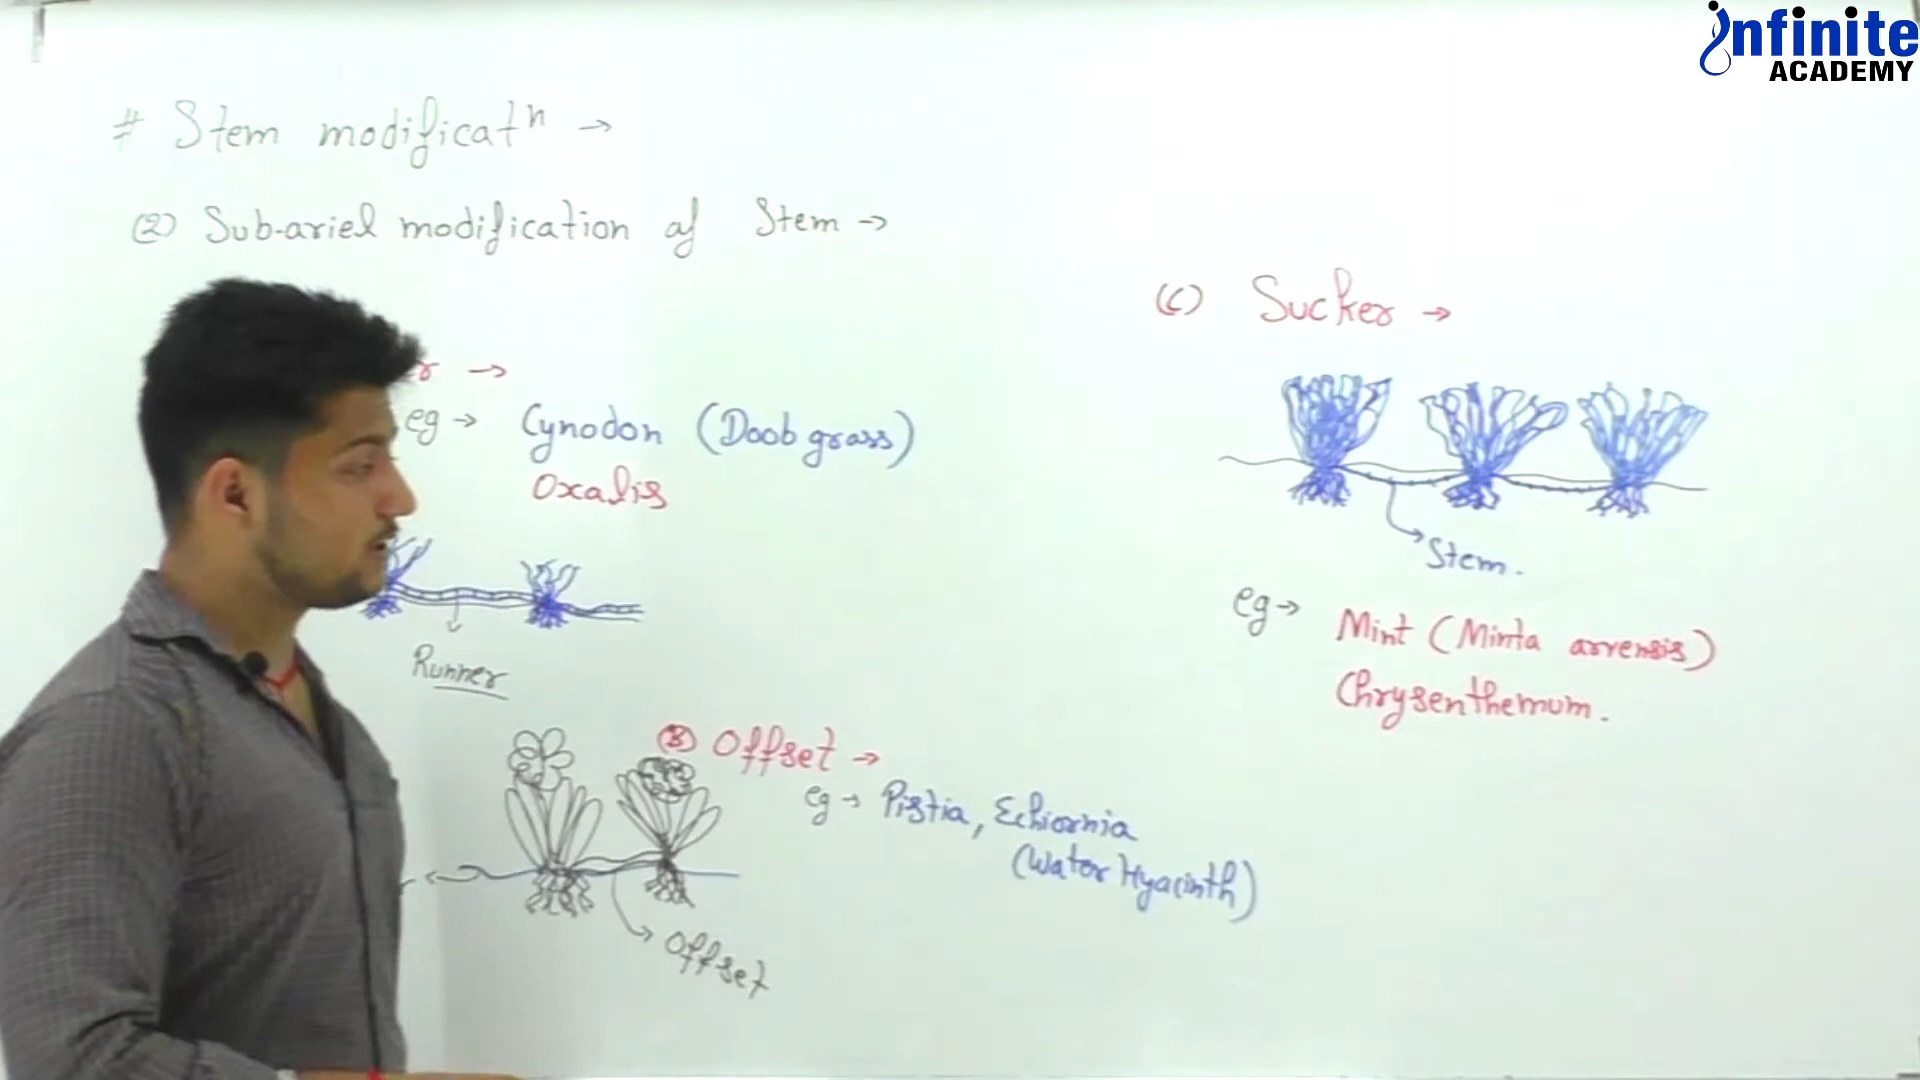 infinite
ACADEMY
# Stem modificatⁿ →
(2) Sub-ariel modification of Stem →
r →
eg → Cynodon (Doob grass)
Oxalis
Runner
(B) Offset →
eg → Pistia, Echiornia
(Water Hyacinth)
Offset
(C) Sucker →
Stem.
eg → Mint (Minta arvensis)
Chrysenthemum.